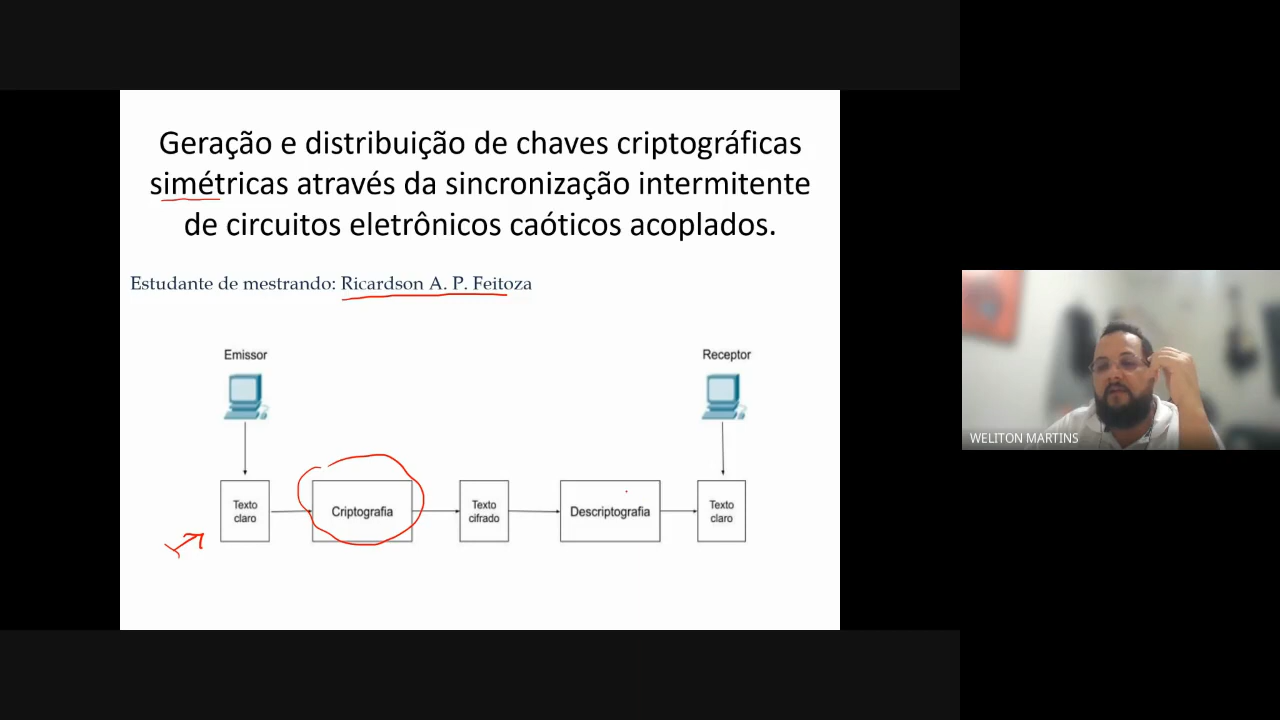 Geração e distribuição de chaves criptográficas
simétricas através da sincronização intermitente
de circuitos eletrônicos caóticos acoplados.
Estudante de mestrando: Ricardson A. P. Feitoza
Emissor
Receptor
Texto
claro
Criptografia
Texto
cifrado
Descriptografia
Texto
claro
WELITON MARTINS